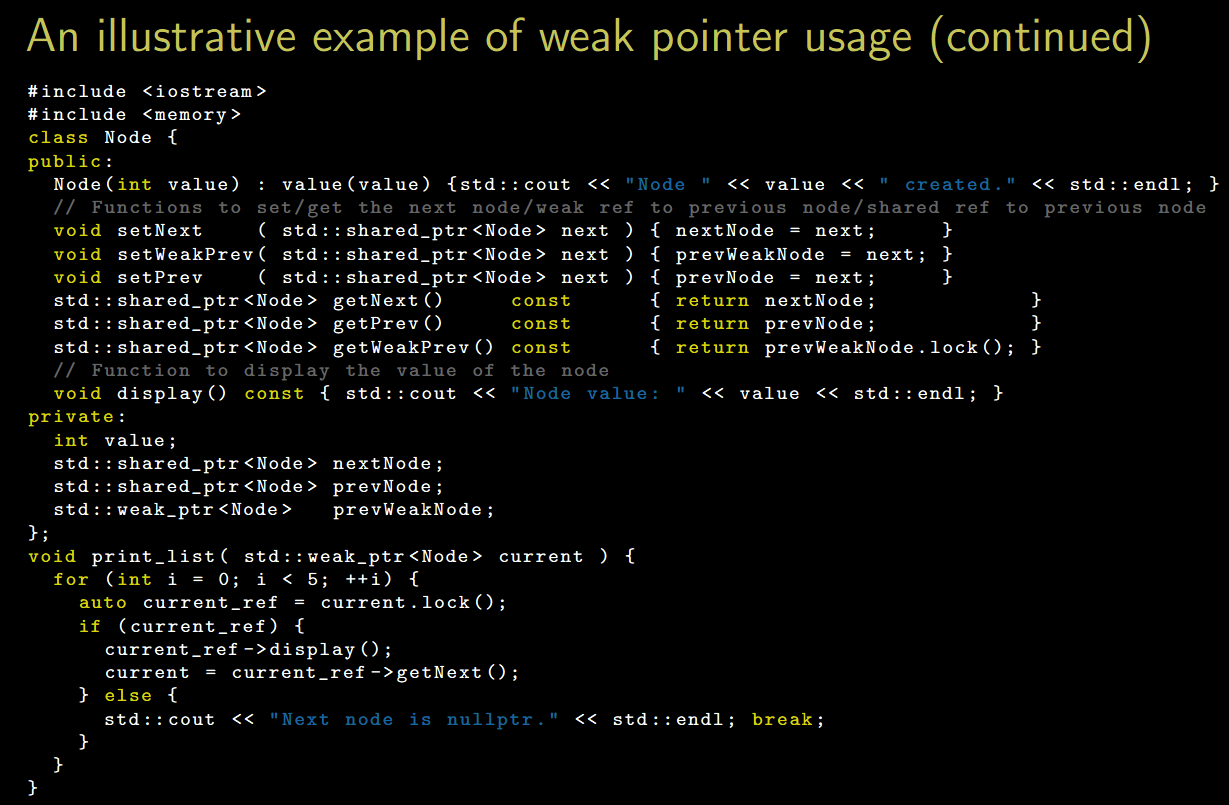 An illustrative example of weak pointer usage (continued)
#include <iostream>
#include <memory>
class Node {
public:
  Node(int value) : value(value) {std::cout << "Node " << value << " created." << std::endl; }
  // Functions to set/get the next node/weak ref to previous node/shared ref to previous node
  void setNext    ( std::shared_ptr<Node> next ) { nextNode = next;     }
  void setWeakPrev( std::shared_ptr<Node> next ) { prevWeakNode = next; }
  void setPrev    ( std::shared_ptr<Node> next ) { prevNode = next;     }
  std::shared_ptr<Node> getNext()     const      { return nextNode;            }
  std::shared_ptr<Node> getPrev()     const      { return prevNode;            }
  std::shared_ptr<Node> getWeakPrev() const      { return prevWeakNode.lock(); }
  // Function to display the value of the node
  void display() const { std::cout << "Node value: " << value << std::endl; }
private:
  int value;
  std::shared_ptr<Node> nextNode;
  std::shared_ptr<Node> prevNode;
  std::weak_ptr<Node>   prevWeakNode;
};
void print_list( std::weak_ptr<Node> current ) {
  for (int i = 0; i < 5; ++i) {
    auto current_ref = current.lock();
    if (current_ref) {
      current_ref->display();
      current = current_ref->getNext();
    } else {
      std::cout << "Next node is nullptr." << std::endl; break;
    }
  }
}